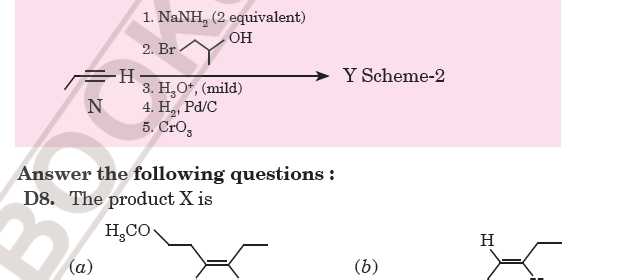 1. NaNH₂ (2 equivalent)
2. Br OH
H Y Scheme-2
3. H₃O⁺, (mild)
N 4. H₂, Pd/C
5. CrO₃
Answer the following questions :
D8. The product X is
H₃CO H
(a) (b)